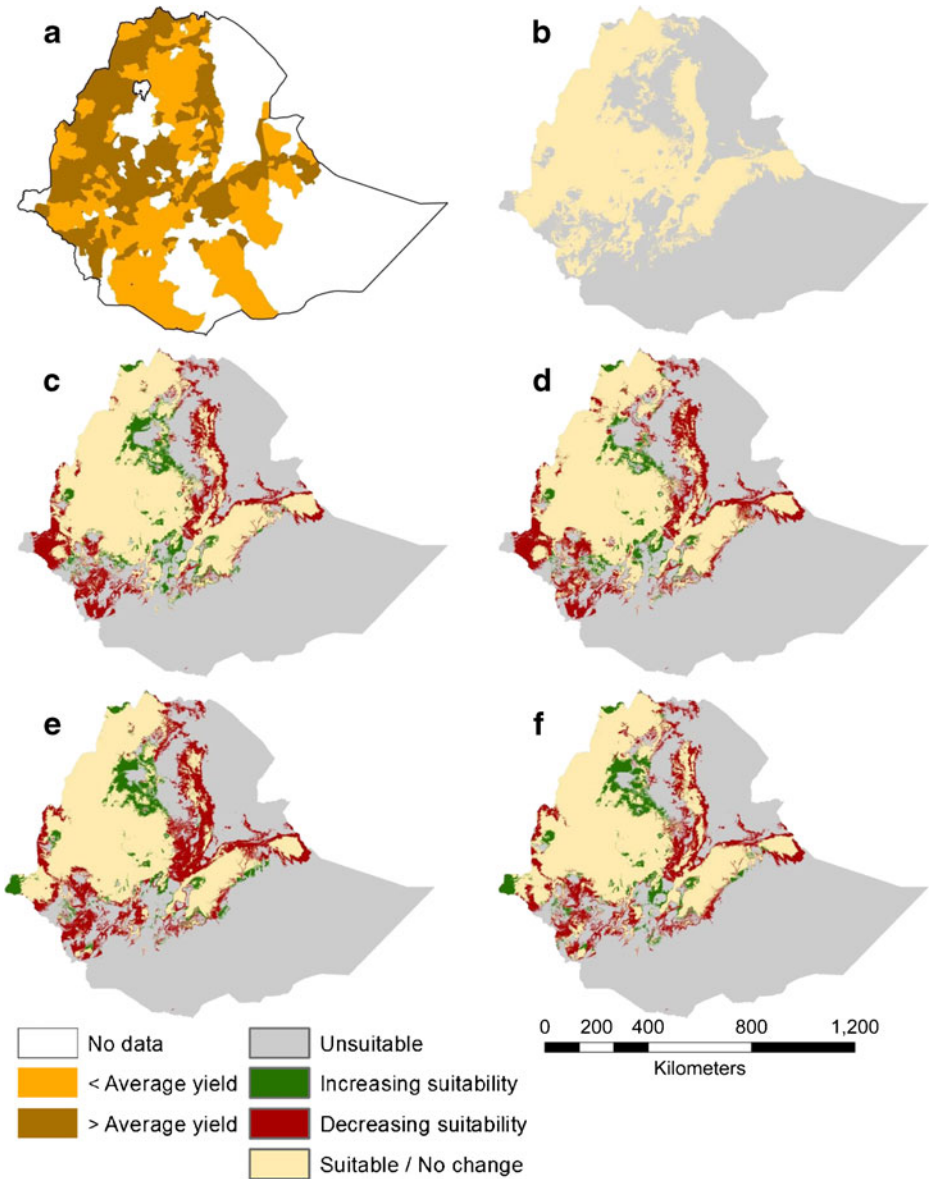 a
b
c
d
e
f
No data
< Average yield
> Average yield
Unsuitable
Increasing suitability
Decreasing suitability
Suitable / No change
0 200 400 800 1,200
Kilometers